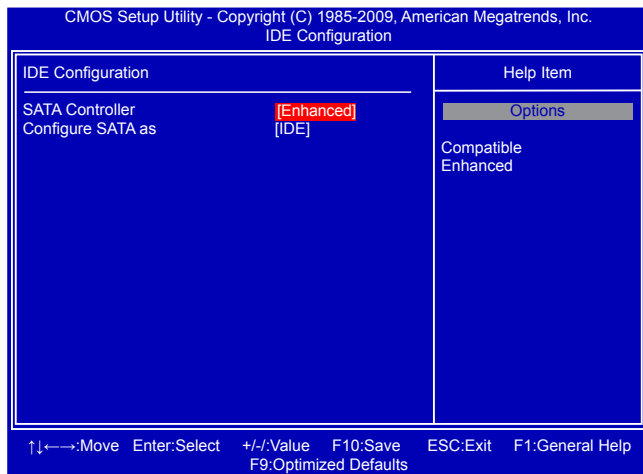 CMOS Setup Utility - Copyright (C) 1985-2009, American Megatrends, Inc.
IDE Configuration
IDE Configuration
Help Item
SATA Controller [Enhanced]
Configure SATA as [IDE]
Options
Compatible
Enhanced
↑↓←→:Move Enter:Select +/-/:Value F10:Save ESC:Exit F1:General Help
F9:Optimized Defaults